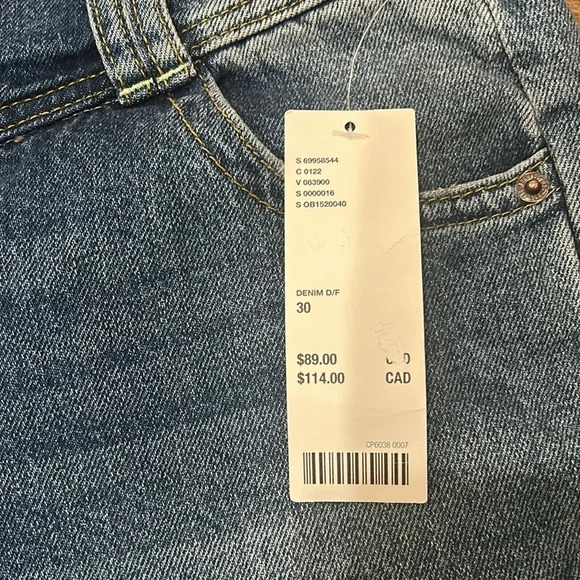 S 69958544
C 0122
V 083900
S 0000016
S OB1520040
DENIM D/F
30
$89.00
$114.00 CAD
CP6038 0007